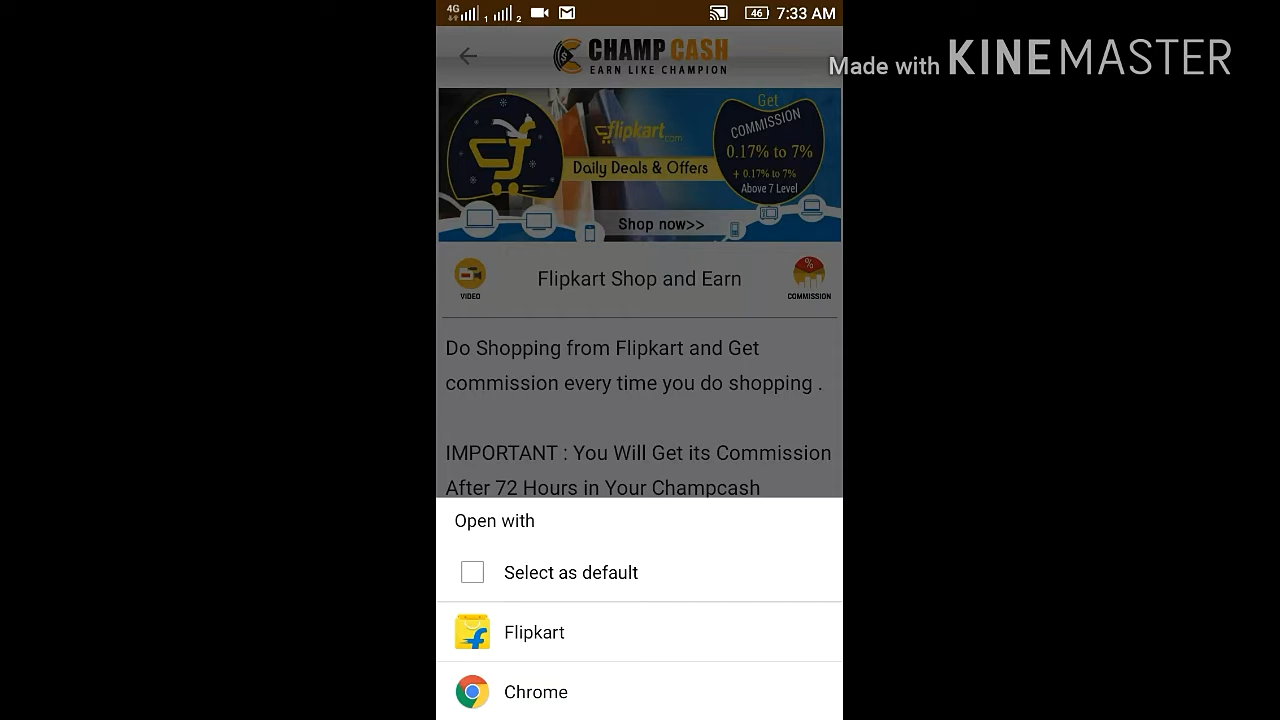 4G 1 2 46 7:33 AM
CHAMP CASH
EARN LIKE CHAMPION
Made with KINEMASTER
flipkart.com
Daily Deals & Offers
Shop now>>
Get
COMMISSION
0.17% to 7%
+ 0.17% to 7%
Above 7 Level
VIDEO
Flipkart Shop and Earn
%
COMMISSION
Do Shopping from Flipkart and Get
commission every time you do shopping .
IMPORTANT : You Will Get its Commission
After 72 Hours in Your Champcash
Open with
Select as default
Flipkart
Chrome